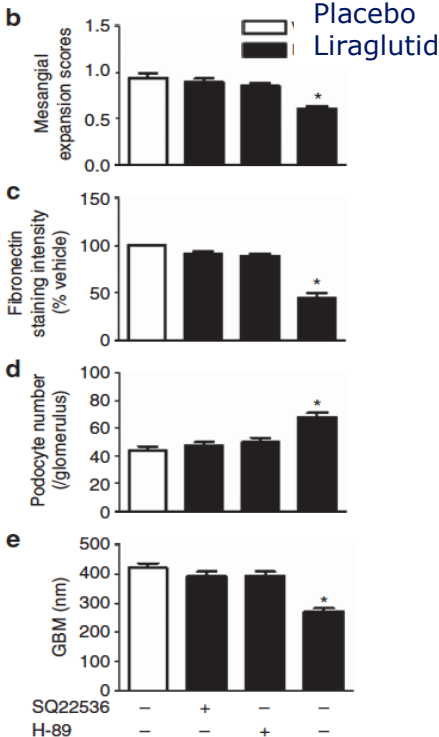 b
Placebo
Liraglutid
Mesangial
expansion scores
1.5
1.0
0.5
0.0
*
c
Fibronectin
staining intensity
(% vehicle)
150
100
50
0
*
d
Podocyte number
(/glomerulus)
100
80
60
40
20
0
*
e
GBM (nm)
500
400
300
200
100
0
*
SQ22536 – + – –
H-89 – – + –